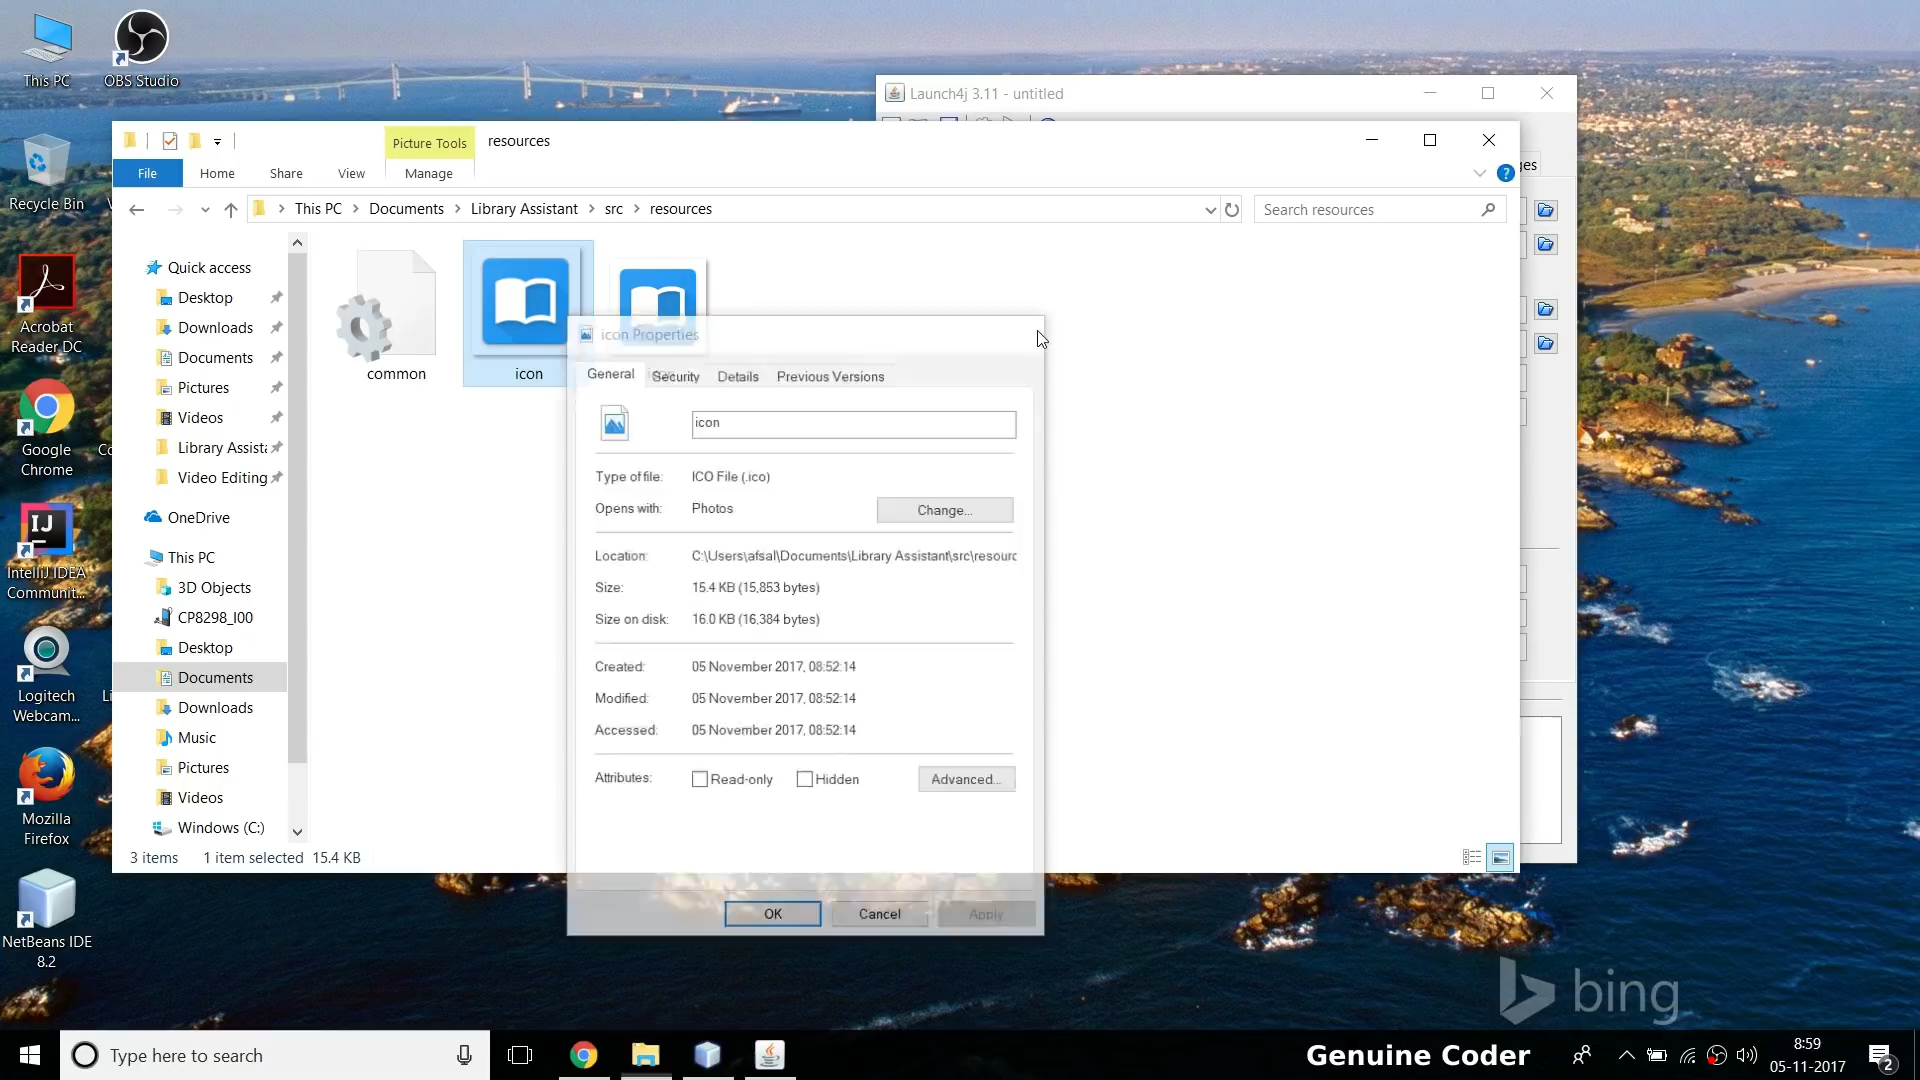 This PC
OBS Studio
Recycle Bin
Acrobat
Reader DC
Google
Chrome
IntelliJ IDEA
Communit...
Logitech
Webcam...
Mozilla
Firefox
NetBeans IDE
8.2
Launch4j 3.11 - untitled
Picture Tools
resources
File
Home
Share
View
Manage
This PC > Documents > Library Assistant > src > resources
Search resources
Quick access
Desktop
Downloads
Documents
Pictures
Videos
Library Assista
Video Editing
OneDrive
This PC
3D Objects
CP8298_I00
Desktop
Documents
Downloads
Music
Pictures
Videos
Windows (C:)
common
icon
3 items
1 item selected
15.4 KB
icon Properties
General
Security
Details
Previous Versions
icon
Type of file:
ICO File (.ico)
Opens with:
Photos
Change...
Location:
C:\Users\afsal\Documents\Library Assistant\src\resourc
Size:
15.4 KB (15,853 bytes)
Size on disk:
16.0 KB (16,384 bytes)
Created:
05 November 2017, 08:52:14
Modified:
05 November 2017, 08:52:14
Accessed:
05 November 2017, 08:52:14
Attributes:
Read-only
Hidden
Advanced...
OK
Cancel
Apply
bing
Type here to search
Genuine Coder
8:59
05-11-2017
2